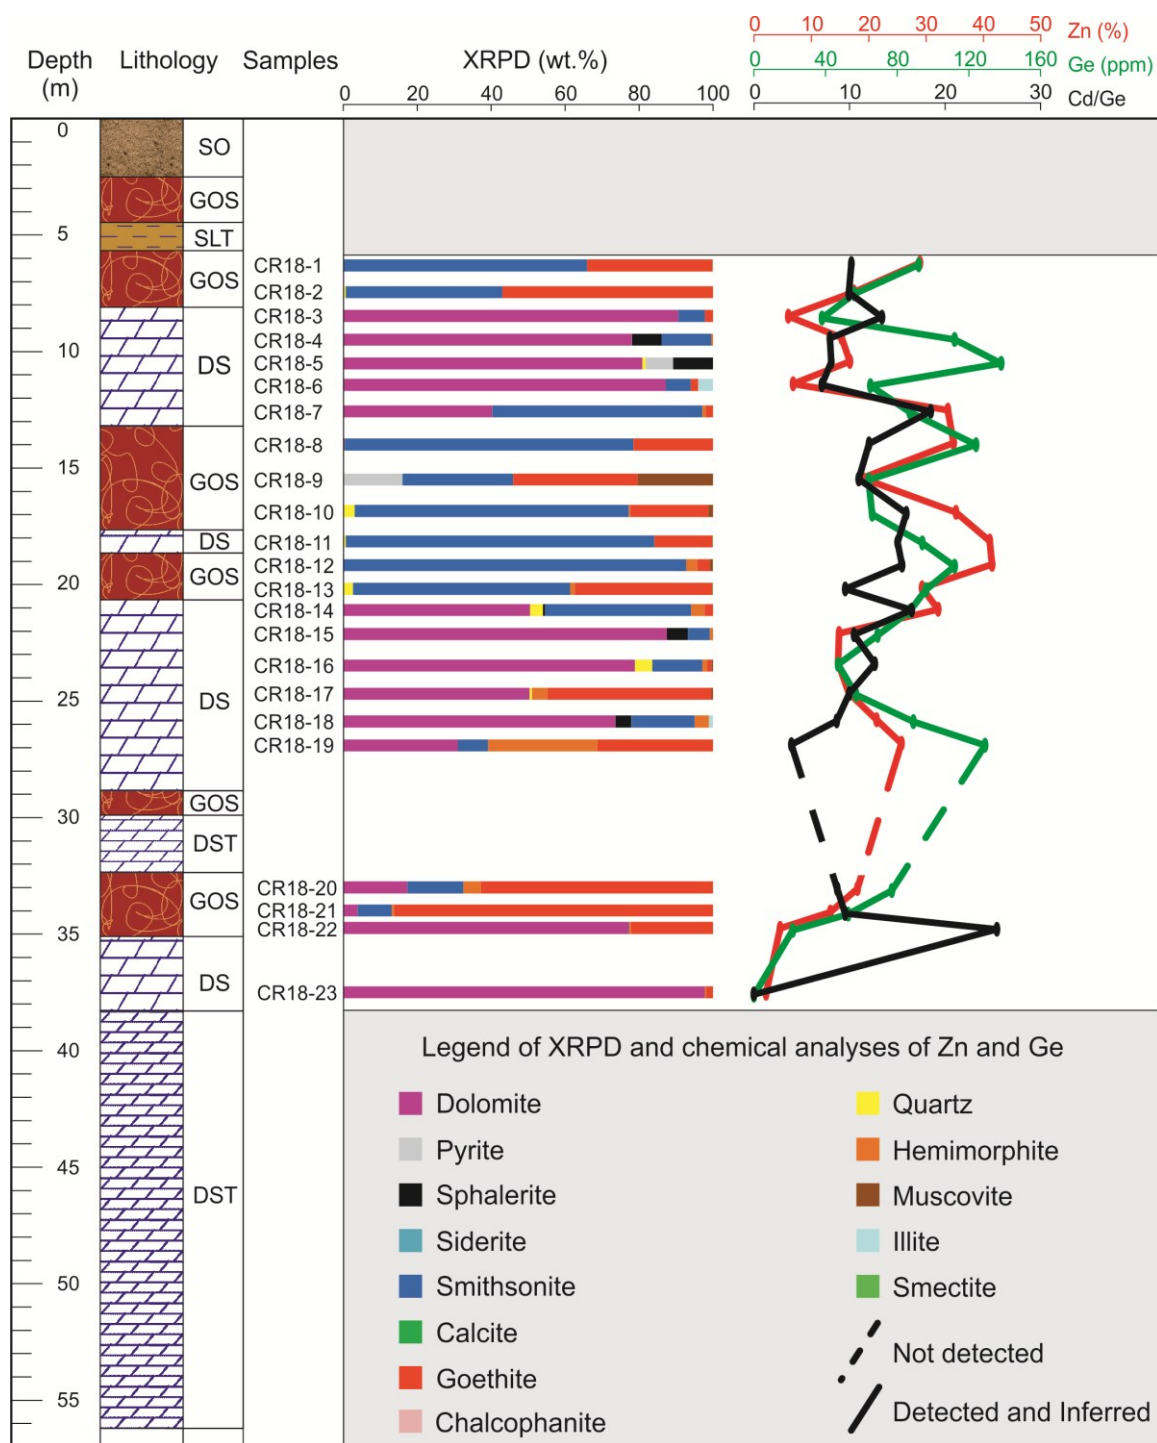 0 10 20 30 40 50 Zn (%)
0 40 80 120 160 Ge (ppm)
0 10 20 30 Cd/Ge
Depth (m) Lithology Samples XRPD (wt.%)
0 20 40 60 80 100
0
SO
GOS
5
SLT
GOS
CR18-1
CR18-2
CR18-3
CR18-4
10
DS
CR18-5
CR18-6
CR18-7
CR18-8
15
GOS
CR18-9
CR18-10
DS
CR18-11
GOS
CR18-12
20
CR18-13
CR18-14
CR18-15
CR18-16
CR18-17
25
DS
CR18-18
CR18-19
GOS
30
DST
CR18-20
GOS
CR18-21
CR18-22
35
DS
CR18-23
40
45
DST
50
55
Legend of XRPD and chemical analyses of Zn and Ge
Dolomite
Pyrite
Sphalerite
Siderite
Smithsonite
Calcite
Goethite
Chalcophanite
Quartz
Hemimorphite
Muscovite
Illite
Smectite
Not detected
Detected and Inferred